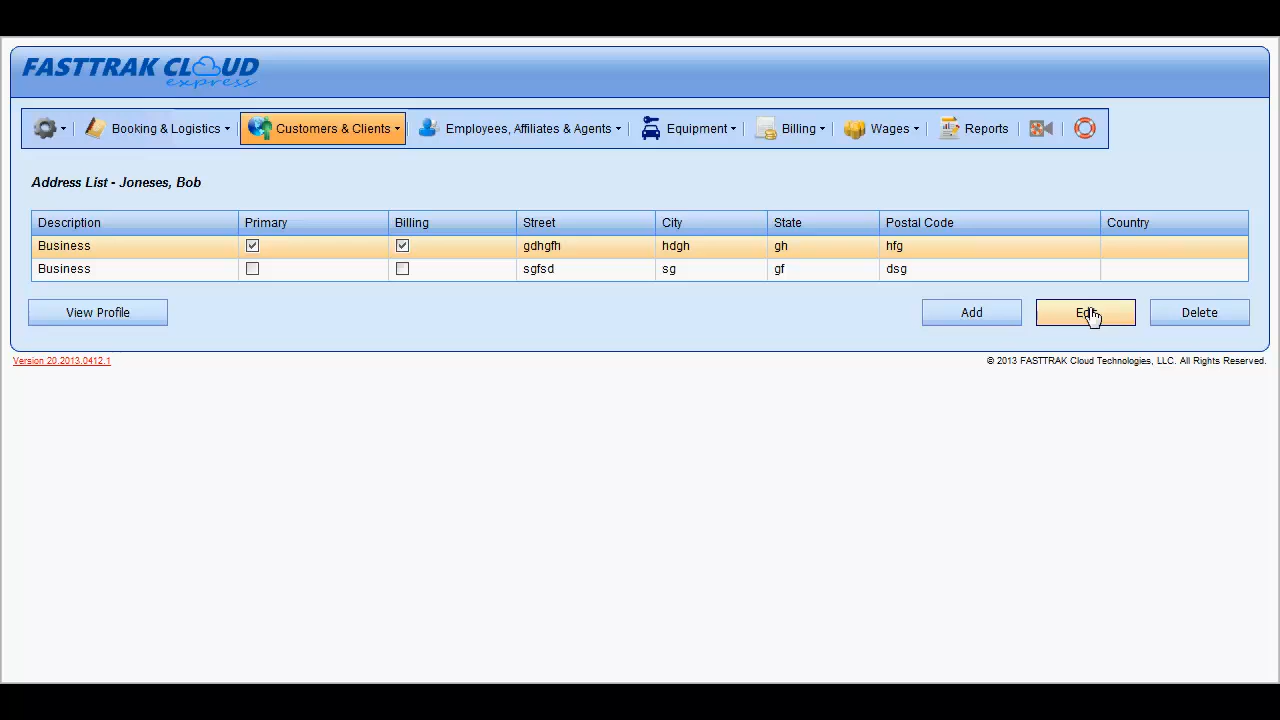 FASTTRAK CLOUD
express
Booking & Logistics Customers & Clients Employees, Affiliates & Agents Equipment Billing Wages Reports
Address List - Joneses, Bob
Description Primary Billing Street City State Postal Code Country
Business gdhgfh hdgh gh hfg
Business sgfsd sg gf dsg
View Profile Add Edit Delete
Version 20.2013.0412.1 © 2013 FASTTRAK Cloud Technologies, LLC. All Rights Reserved.